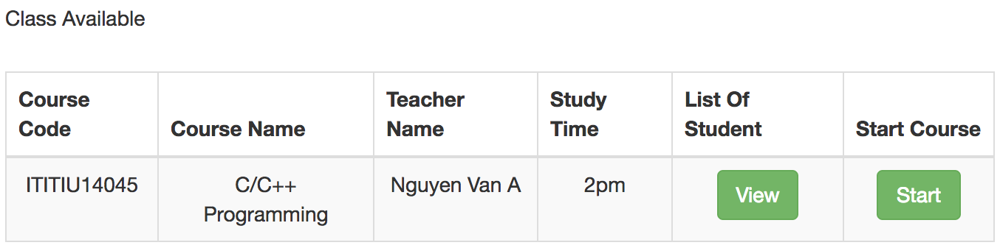 Class Available
Course Code
Course Name
Teacher Name
Study Time
List Of Student
Start Course
ITITIU14045
C/C++ Programming
Nguyen Van A
2pm
View
Start